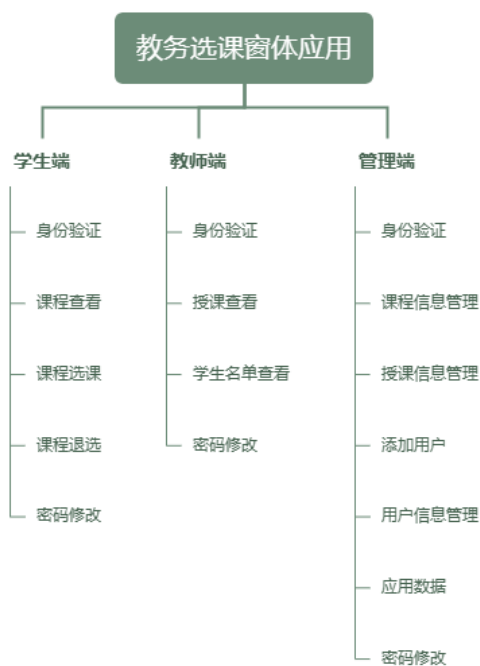 教务选课窗体应用
学生端
身份验证
课程查看
课程选课
课程退选
密码修改
教师端
身份验证
授课查看
学生名单查看
密码修改
管理端
身份验证
课程信息管理
授课信息管理
添加用户
用户信息管理
应用数据
密码修改